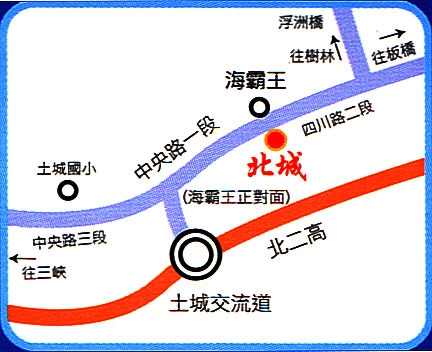 浮洲橋
往樹林
往板橋
海霸王
四川路二段
中央路一段
北城
土城國小
(海霸王正對面)
中央路三段
北二高
往三峽
土城交流道